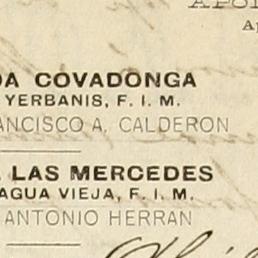 DA COVADONGA
YERBANIS, F. I. M.
ANCISCO A. CALDERON
LAS MERCEDES
AGUA VIEJA, F. I. M.
ANTONIO HERRAN